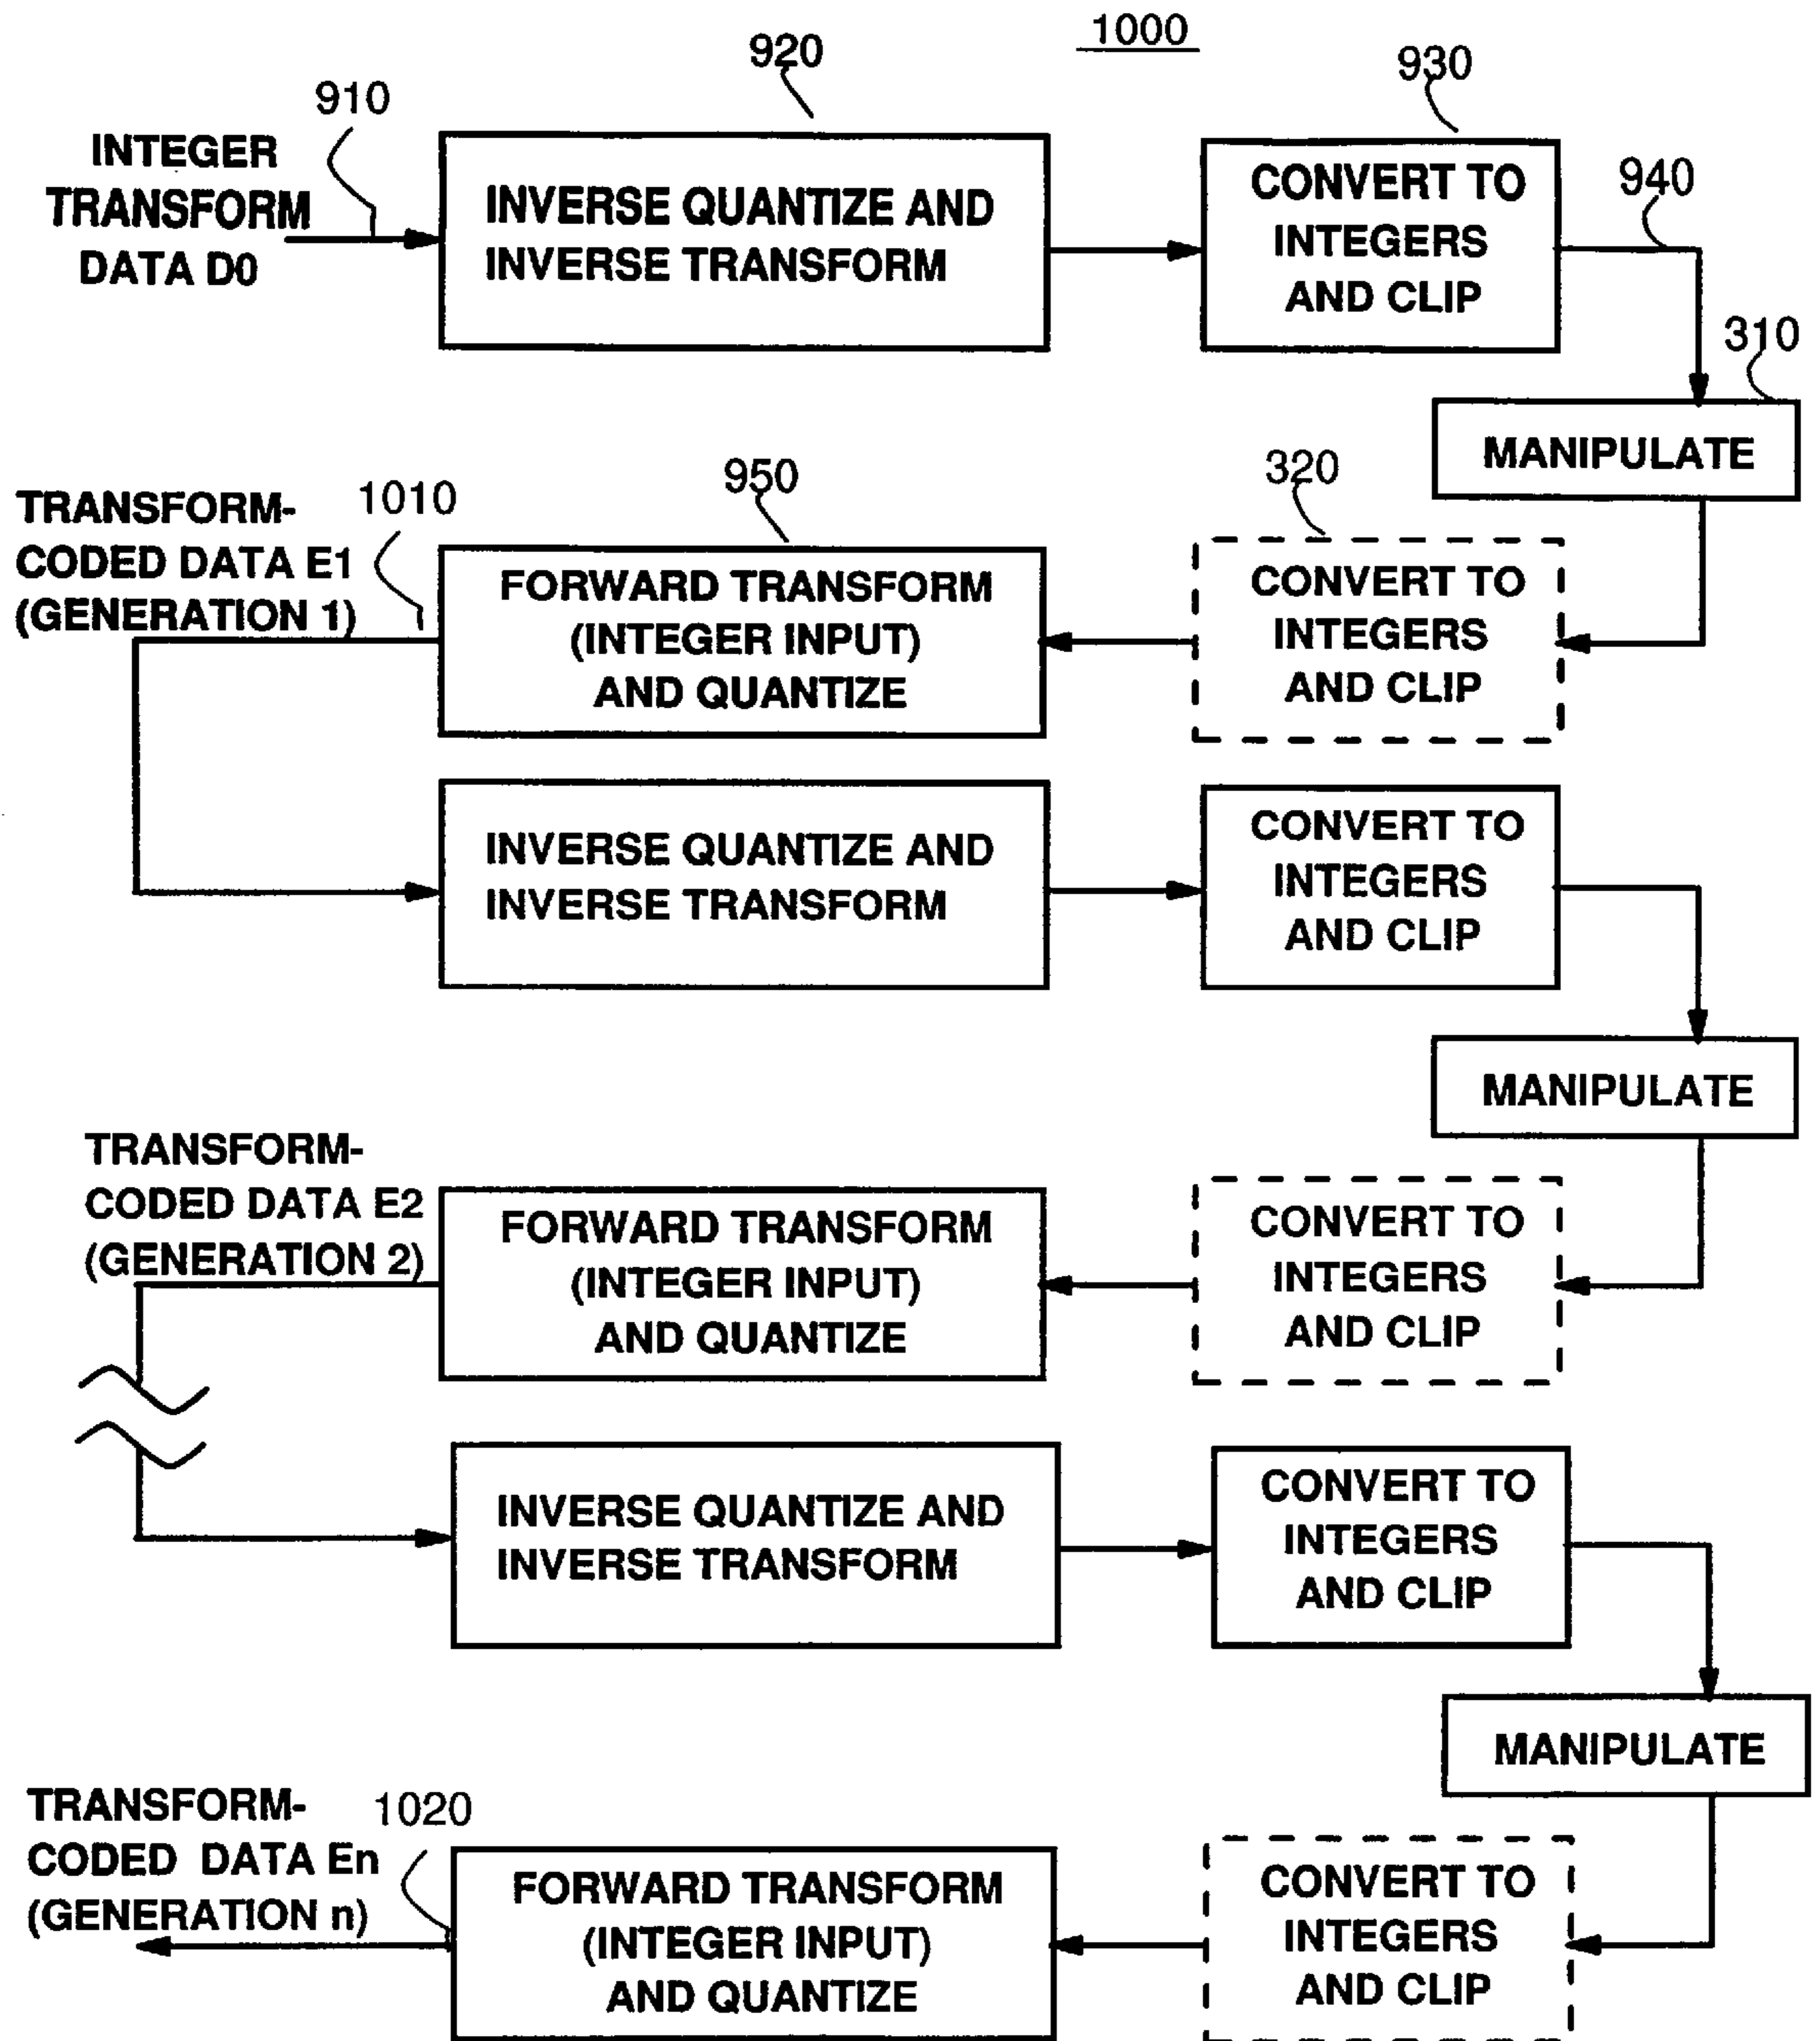 1000
920
930
910
INTEGER
TRANSFORM
DATA D0
INVERSE QUANTIZE AND
INVERSE TRANSFORM
CONVERT TO
INTEGERS
AND CLIP
940
310
MANIPULATE
TRANSFORM-
CODED DATA E1
(GENERATION 1)
1010
950
FORWARD TRANSFORM
(INTEGER INPUT)
AND QUANTIZE
320
CONVERT TO
INTEGERS
AND CLIP
INVERSE QUANTIZE AND
INVERSE TRANSFORM
CONVERT TO
INTEGERS
AND CLIP
MANIPULATE
TRANSFORM-
CODED DATA E2
(GENERATION 2)
FORWARD TRANSFORM
(INTEGER INPUT)
AND QUANTIZE
CONVERT TO
INTEGERS
AND CLIP
INVERSE QUANTIZE AND
INVERSE TRANSFORM
CONVERT TO
INTEGERS
AND CLIP
MANIPULATE
TRANSFORM-
CODED DATA En
(GENERATION n)
1020
FORWARD TRANSFORM
(INTEGER INPUT)
AND QUANTIZE
CONVERT TO
INTEGERS
AND CLIP